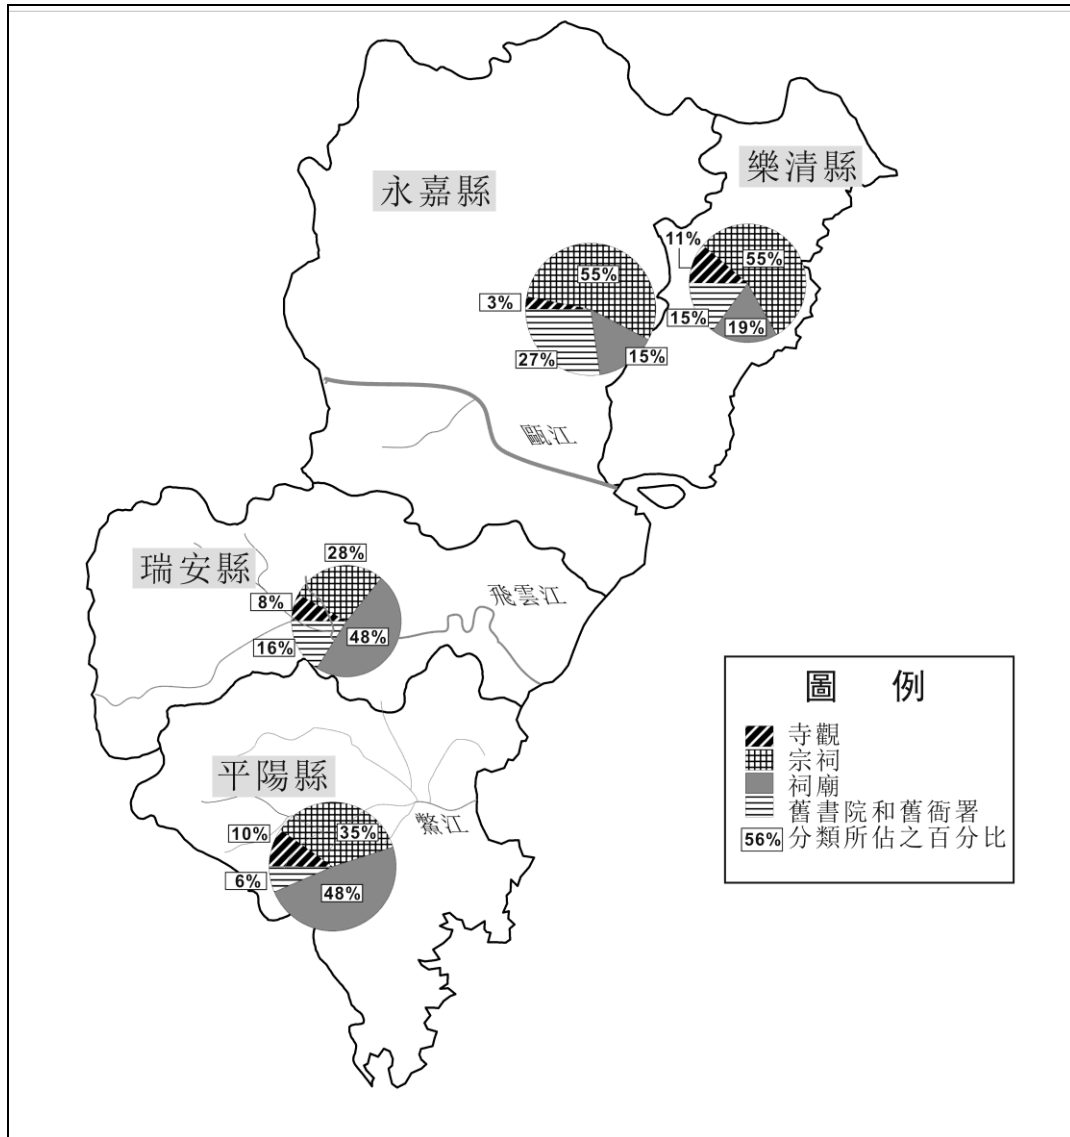 樂清縣
永嘉縣
11%
55%
15%
19%
55%
3%
27%
15%
甌江
瑞安縣
28%
8%
48%
16%
飛雲江
平陽縣
10%
35%
6%
48%
鰲江
圖 例
寺觀
宗祠
祠廟
舊書院和舊衙署
56% 分類所佔之百分比